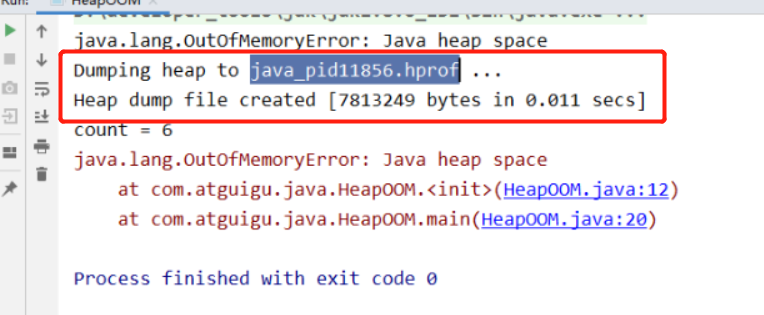 Run: HeapOOM
java.lang.OutOfMemoryError: Java heap space
Dumping heap to java_pid11856.hprof ...
Heap dump file created [7813249 bytes in 0.011 secs]
count = 6
java.lang.OutOfMemoryError: Java heap space
at com.atguigu.java.HeapOOM.<init>(HeapOOM.java:12)
at com.atguigu.java.HeapOOM.main(HeapOOM.java:20)
Process finished with exit code 0